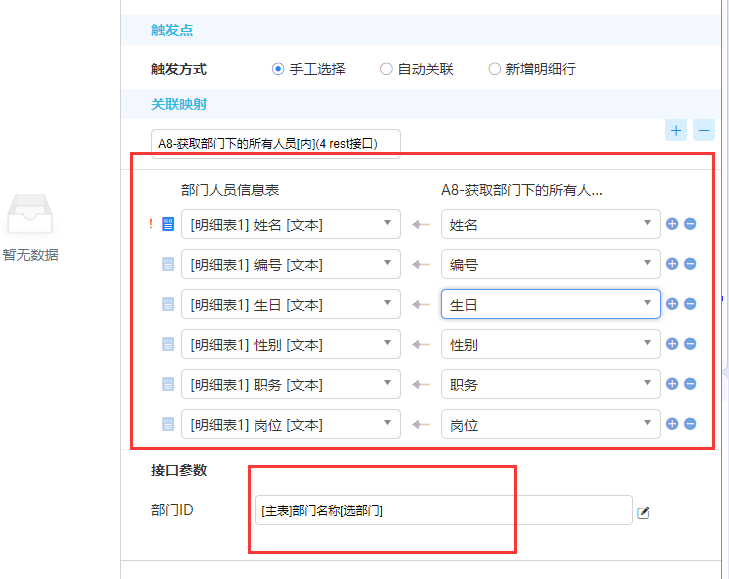 触发点
触发方式 手工选择 自动关联 新增明细行
关联映射
A8-获取部门下的所有人员[内](4 rest接口)
部门人员信息表 A8-获取部门下的所有人...
! [明细表1] 姓名 [文本] 姓名
[明细表1] 编号 [文本] 编号
暂无数据
[明细表1] 生日 [文本] 生日
[明细表1] 性别 [文本] 性别
[明细表1] 职务 [文本] 职务
[明细表1] 岗位 [文本] 岗位
接口参数
部门ID [主表]部门名称[选部门]